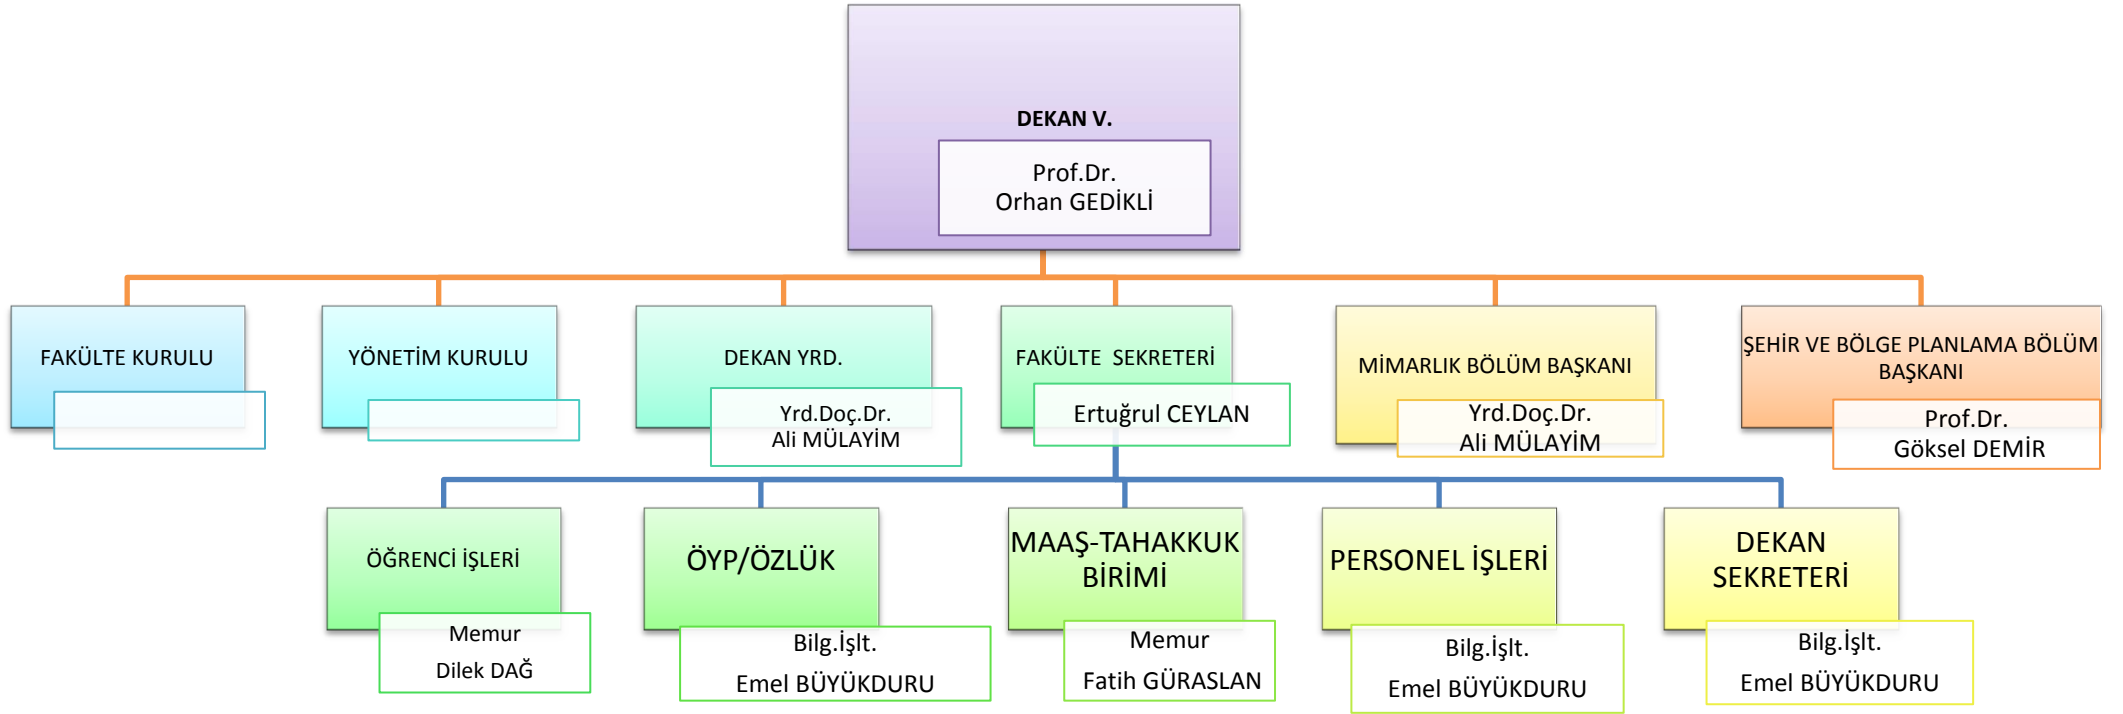 DEKAN V.
Prof.Dr.
Orhan GEDİKLİ
FAKÜLTE KURULU
YÖNETİM KURULU
DEKAN YRD.
Yrd.Doç.Dr.
Ali MÜLAYİM
FAKÜLTE  SEKRETERİ
Ertuğrul CEYLAN
MİMARLIK BÖLÜM BAŞKANI
Yrd.Doç.Dr.
Ali MÜLAYİM
ŞEHİR VE BÖLGE PLANLAMA BÖLÜM
BAŞKANI
Prof.Dr.
Göksel DEMİR
ÖĞRENCİ İŞLERİ
Memur
Dilek DAĞ
ÖYP/ÖZLÜK
Bilg.İşlt.
Emel BÜYÜKDURU
MAAŞ-TAHAKKUK
BİRİMİ
Memur
Fatih GÜRASLAN
PERSONEL İŞLERİ
Bilg.İşlt.
Emel BÜYÜKDURU
DEKAN
SEKRETERİ
Bilg.İşlt.
Emel BÜYÜKDURU